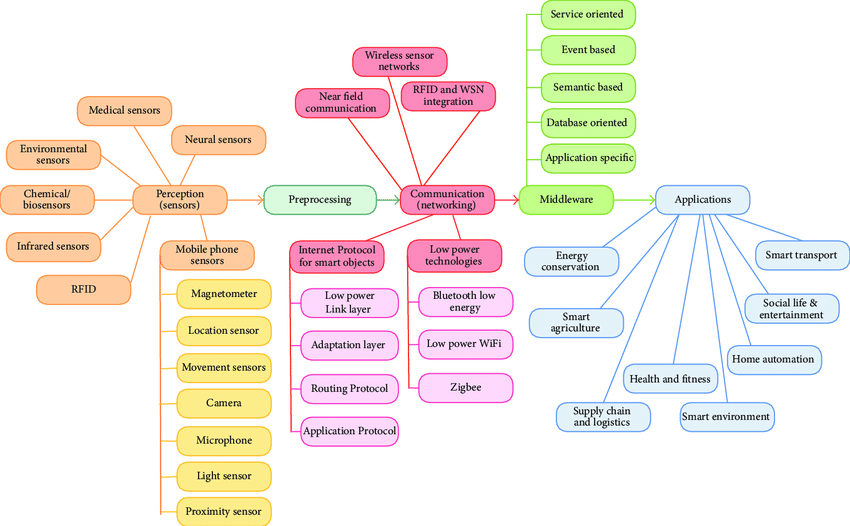 Service oriented
Event based
Semantic based
Database oriented
Application specific
Wireless sensor
networks
Near field
communication
RFID and WSN
integration
Medical sensors
Neural sensors
Environmental
sensors
Chemical/
biosensors
Infrared sensors
RFID
Perception
(sensors)
Preprocessing
Communication
(networking)
Middleware
Applications
Mobile phone
sensors
Magnetometer
Location sensor
Movement sensors
Camera
Microphone
Light sensor
Proximity sensor
Internet Protocol
for smart objects
Low power
Link layer
Adaptation layer
Routing Protocol
Application Protocol
Low power
technologies
Bluetooth low
energy
Low power WiFi
Zigbee
Energy
conservation
Smart
agriculture
Supply chain
and logistics
Health and fitness
Smart environment
Home automation
Social life &
entertainment
Smart transport